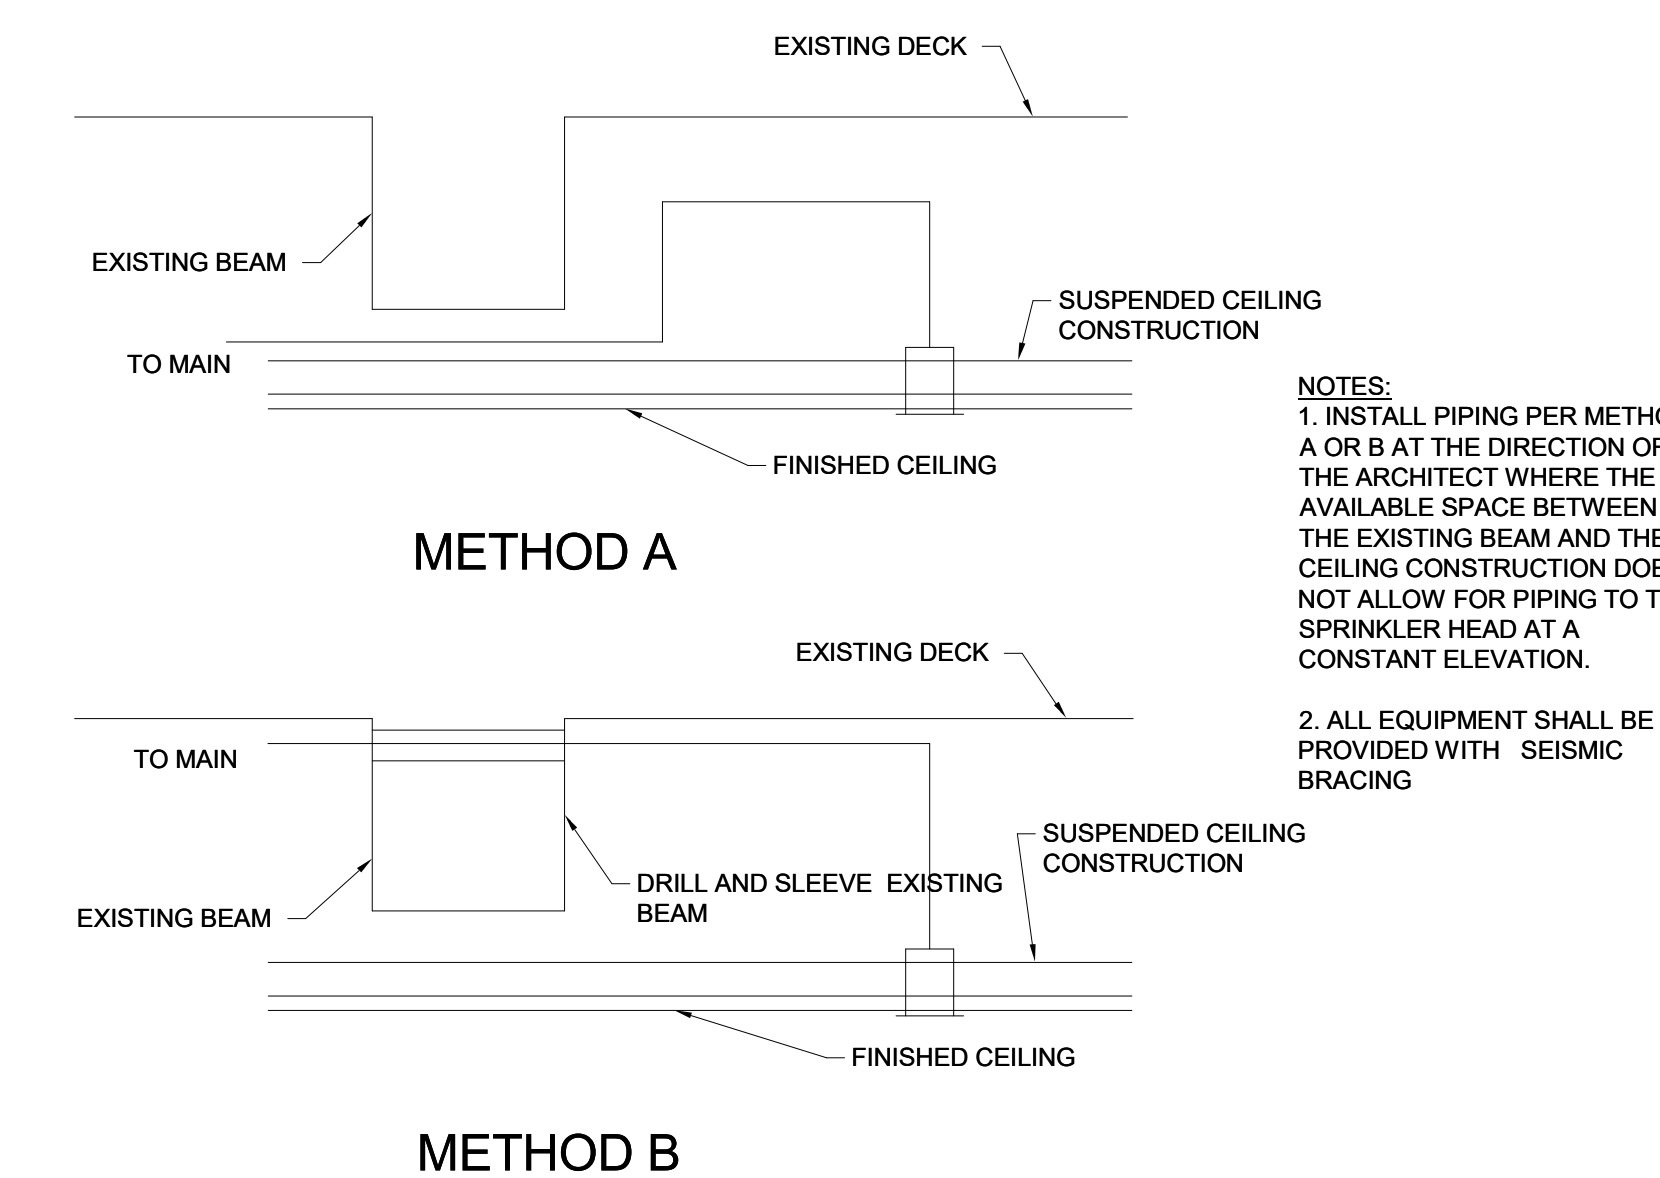 EXISTING DECK
EXISTING BEAM
SUSPENDED CEILING
CONSTRUCTION
TO MAIN
FINISHED CEILING
METHOD A
NOTES:
1. INSTALL PIPING PER
A OR B AT THE DIRECTION
THE ARCHITECT WHERE THE
AVAILABLE SPACE BETWEEN
THE EXISTING BEAM AND THE
CEILING CONSTRUCTION
NOT ALLOW FOR PIPING TO
SPRINKLER HEAD AT A
CONSTANT ELEVATION.
2. ALL EQUIPMENT SHALL BE
PROVIDED WITH SEISMIC
BRACING
EXISTING DECK
TO MAIN
SUSPENDED CEILING
CONSTRUCTION
DRILL AND SLEEVE EXISTING
BEAM
EXISTING BEAM
FINISHED CEILING
METHOD B